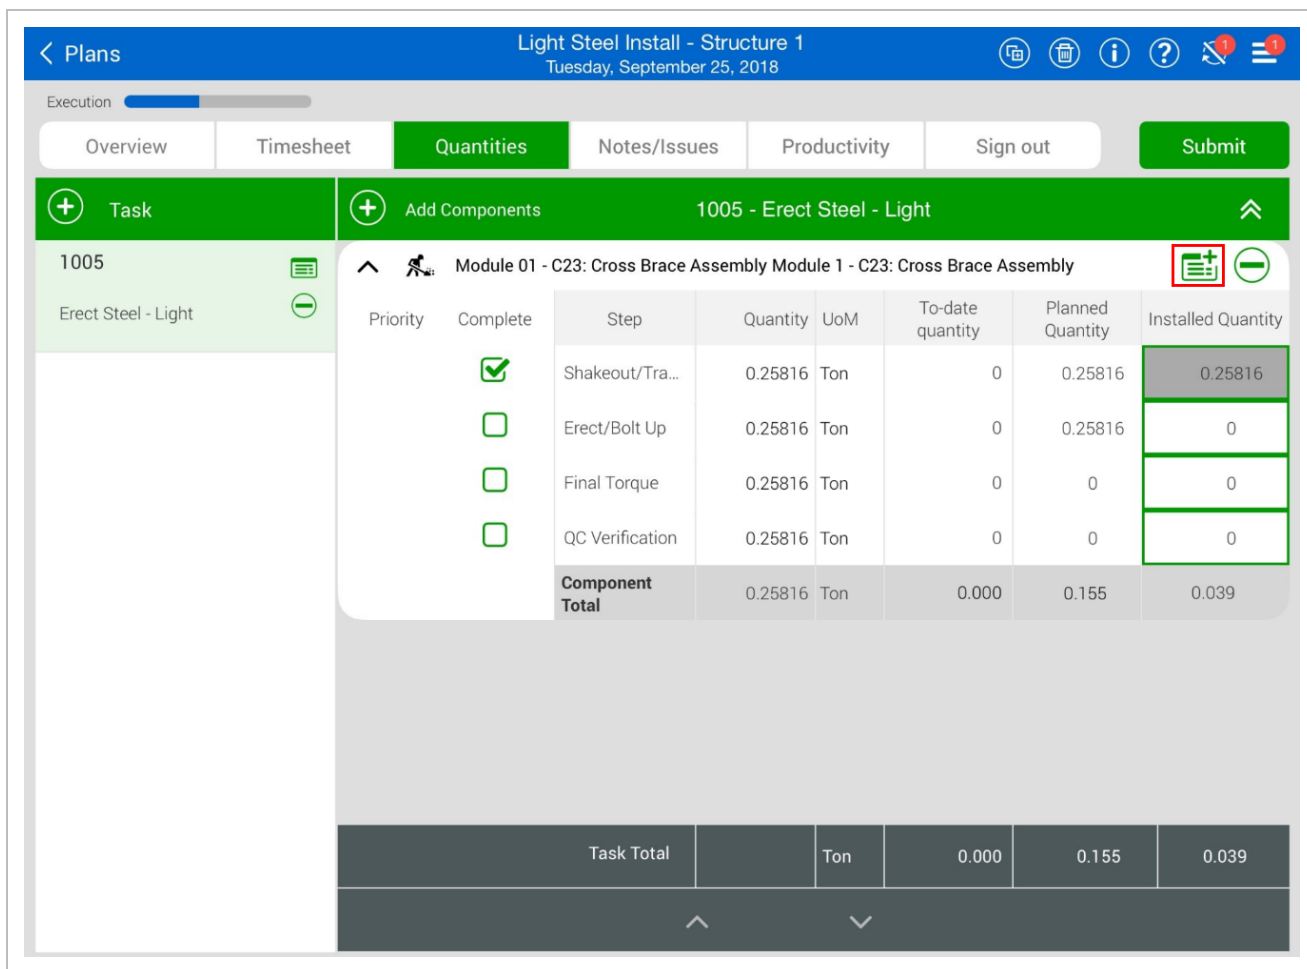 Plans
Light Steel Install - Structure 1
Tuesday, September 25, 2018
1
1
Execution
Overview
Timesheet
Quantities
Notes/Issues
Productivity
Sign out
Submit
Task
Add Components
1005 - Erect Steel - Light
1005
Erect Steel - Light
Module 01 - C23: Cross Brace Assembly Module 1 - C23: Cross Brace Assembly
Priority Complete Step Quantity UoM To-date quantity Planned Quantity Installed Quantity
Shakeout/Tra... 0.25816 Ton 0 0.25816 0.25816
Erect/Bolt Up 0.25816 Ton 0 0.25816 0
Final Torque 0.25816 Ton 0 0 0
QC Verification 0.25816 Ton 0 0 0
Component Total 0.25816 Ton 0.000 0.155 0.039
Task Total Ton 0.000 0.155 0.039